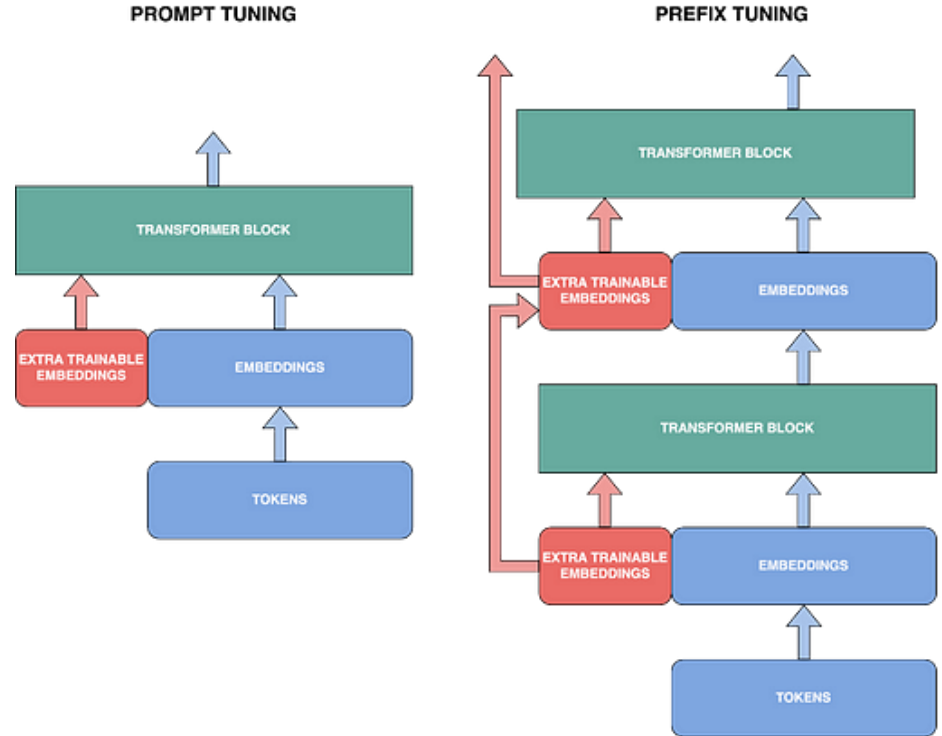 PROMPT TUNING
TRANSFORMER BLOCK
EXTRA TRAINABLE
EMBEDDINGS
EMBEDDINGS
TOKENS
PREFIX TUNING
TRANSFORMER BLOCK
EXTRA TRAINABLE
EMBEDDINGS
EMBEDDINGS
TRANSFORMER BLOCK
EXTRA TRAINABLE
EMBEDDINGS
EMBEDDINGS
TOKENS